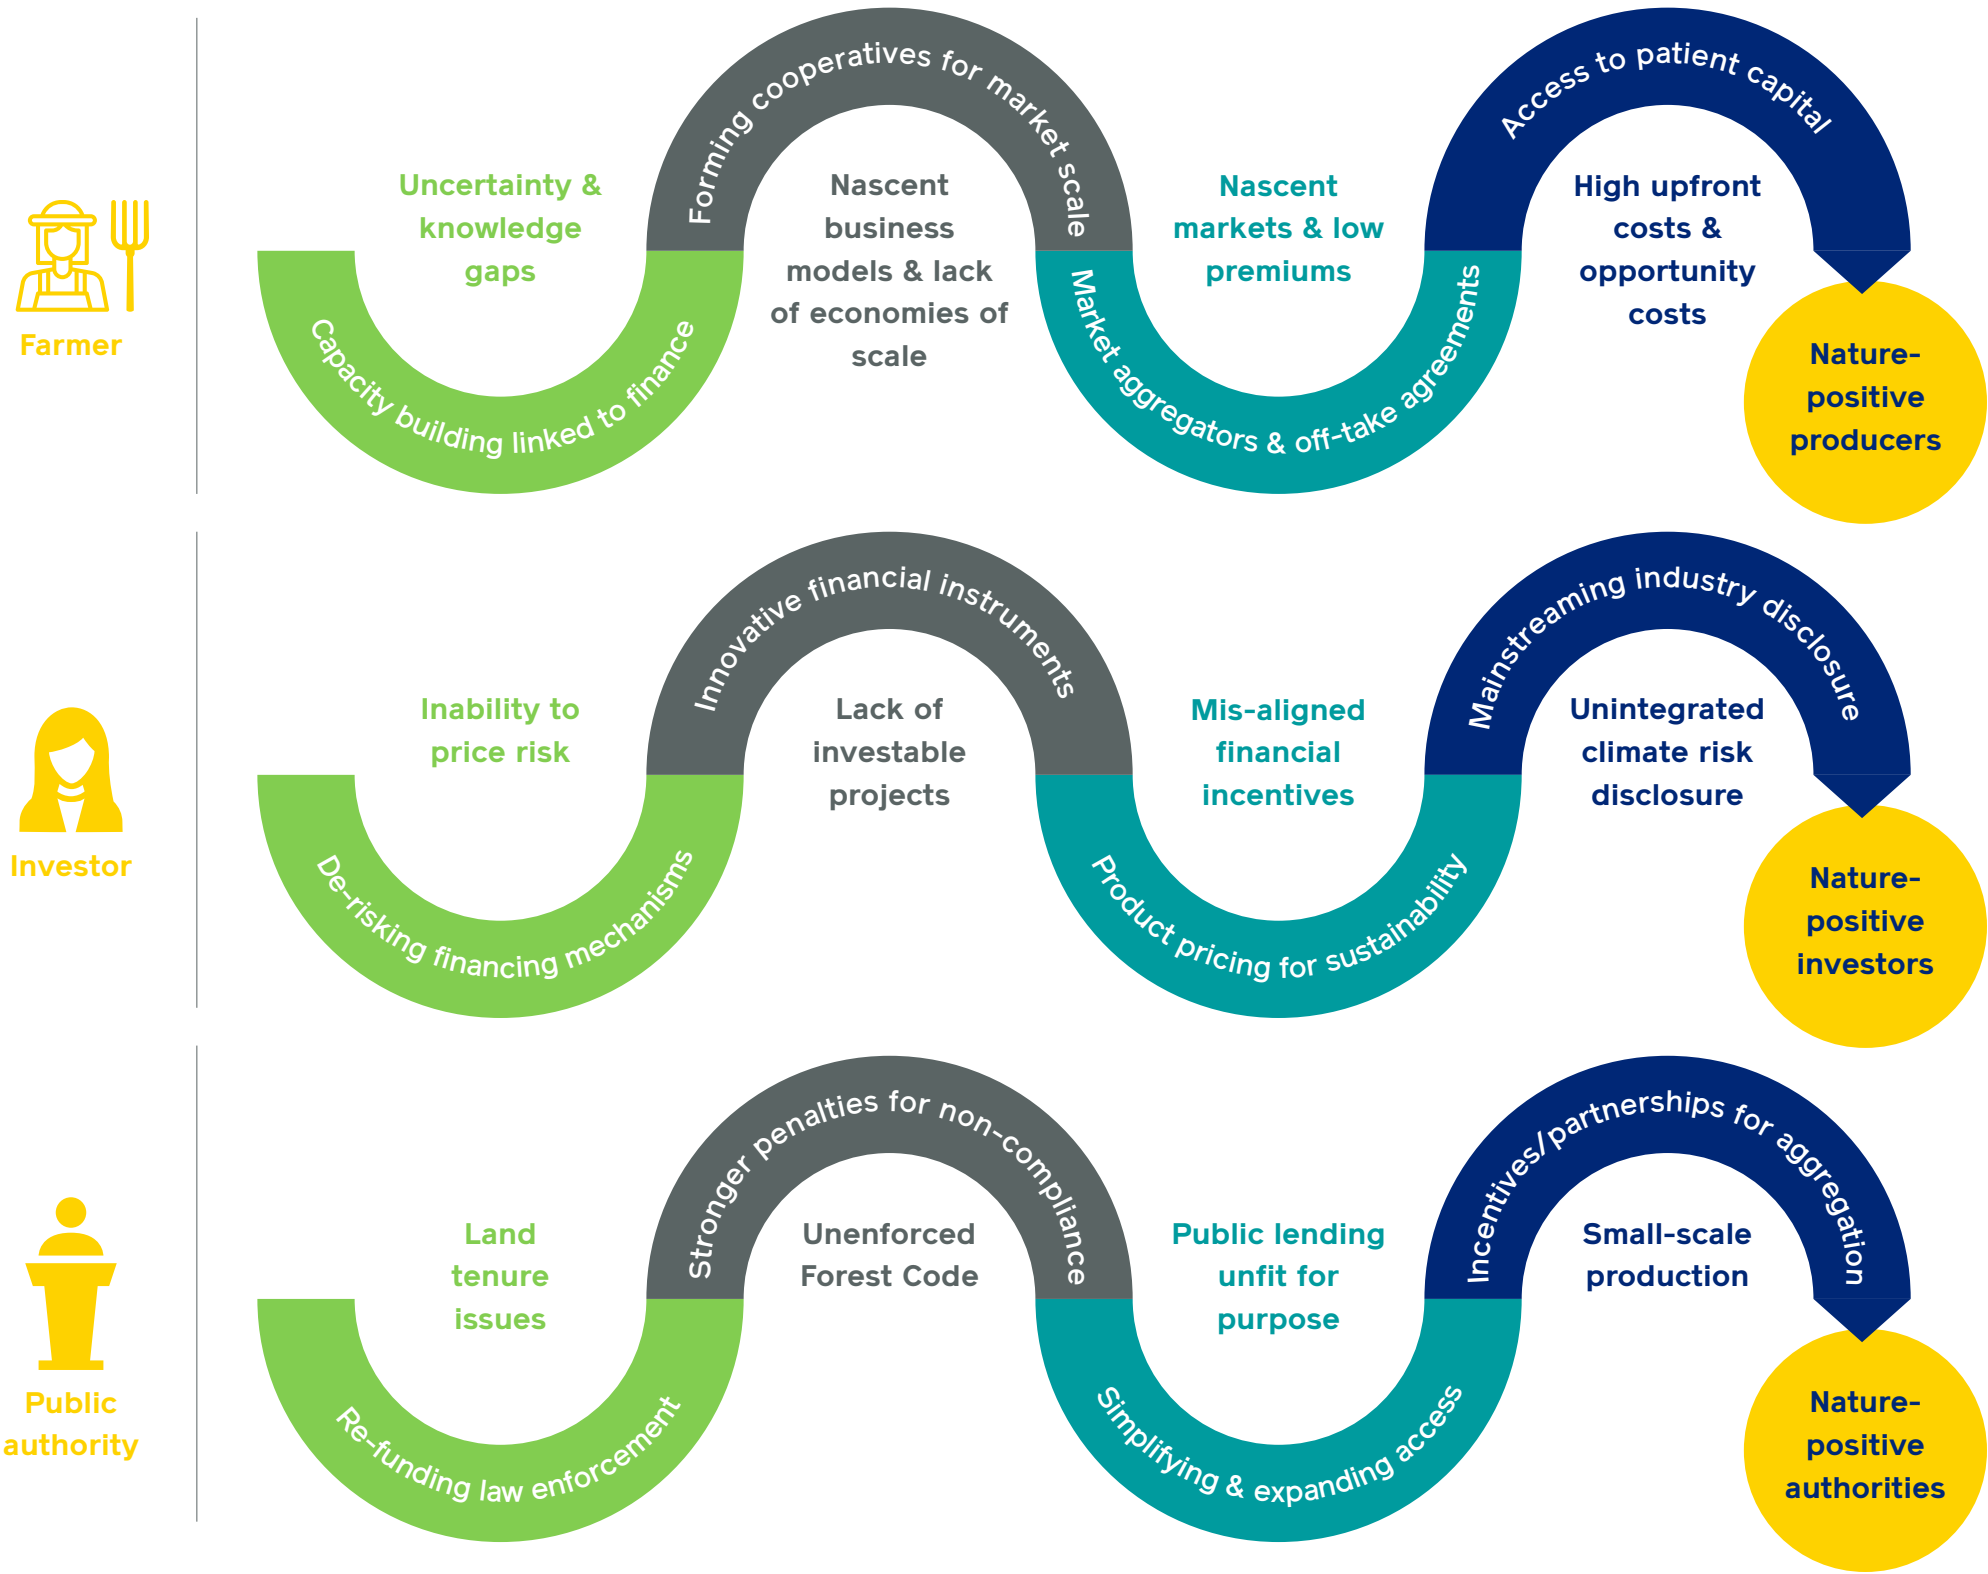 Farmer
Capacity building linked to finance
Uncertainty &
knowledge
gaps
Forming cooperatives for market scale
Nascent
business
models & lack
of economies of
scale
Market aggregators & off-take agreements
Nascent
markets & low
premiums
Access to patient capital
High upfront
costs &
opportunity
costs
Nature-
positive
producers
Investor
De-risking financing mechanisms
Inability to
price risk
Innovative financial instruments
Lack of
investable
projects
Product pricing for sustainability
Mis-aligned
financial
incentives
Mainstreaming industry disclosure
Unintegrated
climate risk
disclosure
Nature-
positive
investors
Public
authority
Re-funding law enforcement
Land
tenure
issues
Stronger penalties for non-compliance
Unenforced
Forest Code
Simplifying & expanding access
Public lending
unfit for
purpose
Incentives/partnerships for aggregation
Small-scale
production
Nature-
positive
authorities